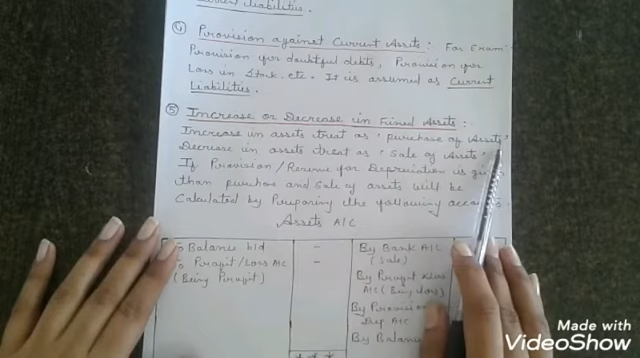 Current Liabilities.
④ Provision against Current Assets: For Exam:
Provision for doubtful debts, Provision for
Loss in Stock, etc. It is assumed as Current
Liabilities.
⑤ Increase or Decrease in Fixed Assets:-
Increase in assets treat as 'purchase of Assets'
Decrease in assets treat as 'Sale of Assets'
If Provision/Reserve for Depreciation is
than purchase and Sale of assets will be
Calculated by Preparing the following
Assets A/C
To Balance b/d - By Bank A/C
To Profit/Loss A/C - (Sale)
(Being Profit) By Profit & Loss
A/C (Being loss)
By Provision
Dep A/C
By Balance
Made with
VideoShow